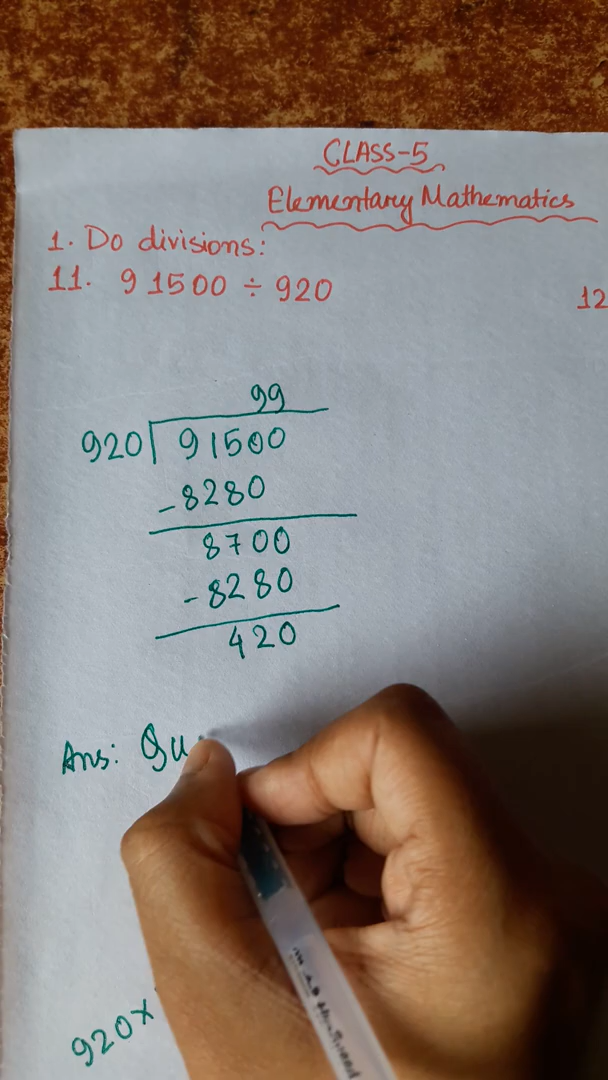 CLASS-5
Elementary Mathematics
1. Do divisions:
11. 91500 ÷ 920
12
99
920 91500
-8280
8700
-8280
420
Ans: Qu
920×